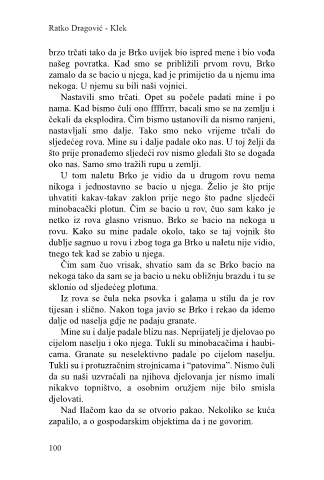 Ratko Dragović - Klek
brzo trčati tako da je Brko uvijek bio ispred mene i bio vođa
našeg povratka. Kad smo se približili prvom rovu, Brko
zamalo da se bacio u njega, kad je primijetio da u njemu ima
nekoga. U njemu su bili naši vojnici.
Nastavili smo trčati. Opet su počele padati mine i po
nama. Kad bismo čuli ono fffffrrrr, bacali smo se na zemlju i
čekali da eksplodira. Čim bismo ustanovili da nismo ranjeni,
nastavljali smo dalje. Tako smo neko vrijeme trčali do
sljedećeg rova. Mine su i dalje padale oko nas. U toj želji da
što prije pronađemo sljedeći rov nismo gledali što se događa
oko nas. Samo smo tražili rupu u zemlji.
U tom naletu Brko je vidio da u drugom rovu nema
nikoga i jednostavno se bacio u njega. Želio je što prije
uhvatiti kakav-takav zaklon prije nego što padne sljedeći
minobacački plotun. Čim se bacio u rov, čuo sam kako je
netko iz rova glasno vrisnuo. Brko se bacio na nekoga u
rovu. Kako su mine padale okolo, tako se taj vojnik što
dublje sagnuo u rovu i zbog toga ga Brko u naletu nije vidio,
tnego tek kad se zabio u njega.
Čim sam čuo vrisak, shvatio sam da se Brko bacio na
nekoga tako da sam se ja bacio u neku obližnju brazdu i tu se
sklonio od sljedećeg plotuna.
Iz rova se čula neka psovka i galama u stilu da je rov
tijesan i slično. Nakon toga javio se Brko i rekao da idemo
dalje od naselja gdje ne padaju granate.
Mine su i dalje padale blizu nas. Neprijatelj je djelovao po
cijelom naselju i oko njega. Tukli su minobacačima i haubi-
cama. Granate su neselektivno padale po cijelom naselju.
Tukli su i protuzračnim strojnicama i “patovima”. Nismo čuli
da su naši uzvraćali na njihova djelovanja jer nismo imali
nikakvo topništvo, a osobnim oružjem nije bilo smisla
djelovati.
Nad Ilačom kao da se otvorio pakao. Nekoliko se kuća
zapalilo, a o gospodarskim objektima da i ne govorim.
100